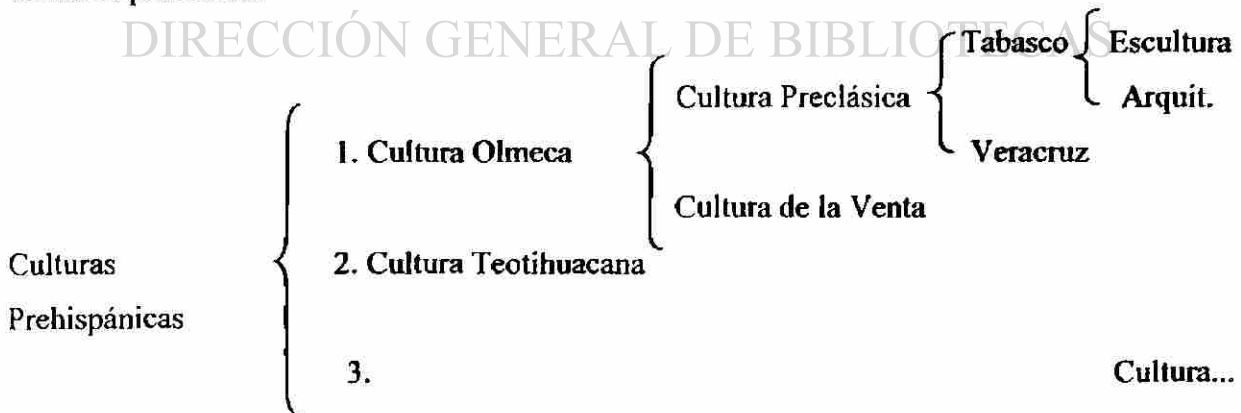 DIRECCIÓN GENERAL DE BIBLIOTECAS
Tabasco
Escultura
Cultura Preclásica
Arquit.
1. Cultura Olmeca
Veracruz
Cultura de la Venta
Culturas
2. Cultura Teotihuacana
Prehispánicas
3. Cultura...